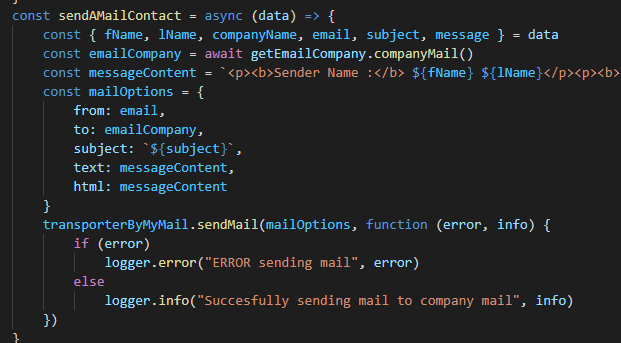 const sendAMailContact = async (data) => {
const { fName, lName, companyName, email, subject, message } = data
const emailCompany = await getEmailCompany.companyMail()
const messageContent = `<p><b>Sender Name :</b> ${fName} ${lName}</p><p><b>
const mailOptions = {
from: email,
to: emailCompany,
subject: `${subject}`,
text: messageContent,
html: messageContent
}
transporterByMyMail.sendMail(mailOptions, function (error, info) {
if (error)
logger.error("ERROR sending mail", error)
else
logger.info("Succesfully sending mail to company mail", info)
})
}